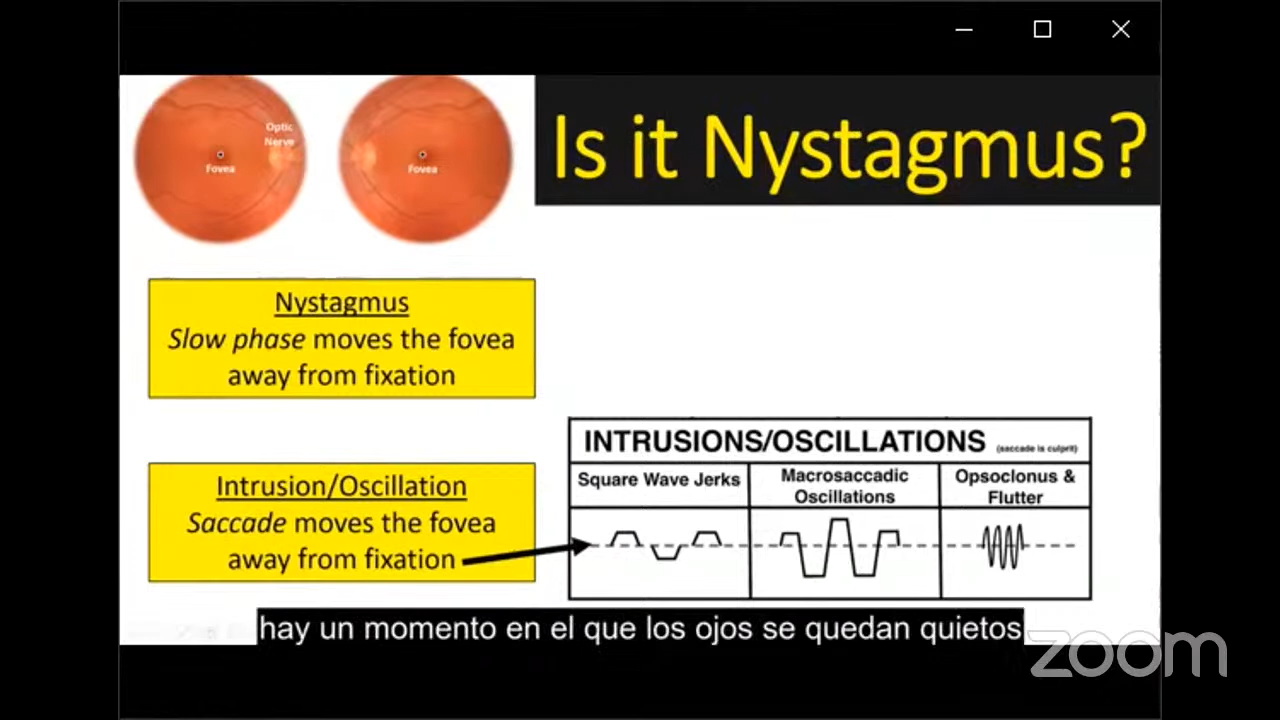 Is it Nystagmus?
Optic
Nerve
Fovea
Fovea
Nystagmus
Slow phase moves the fovea
away from fixation
Intrusion/Oscillation
Saccade moves the fovea
away from fixation
INTRUSIONS/OSCILLATIONS (saccade is culprit)
Square Wave Jerks
Macrosaccadic
Oscillations
Opsoclonus &
Flutter
hay un momento en el que los ojos se quedan quietos
zoom